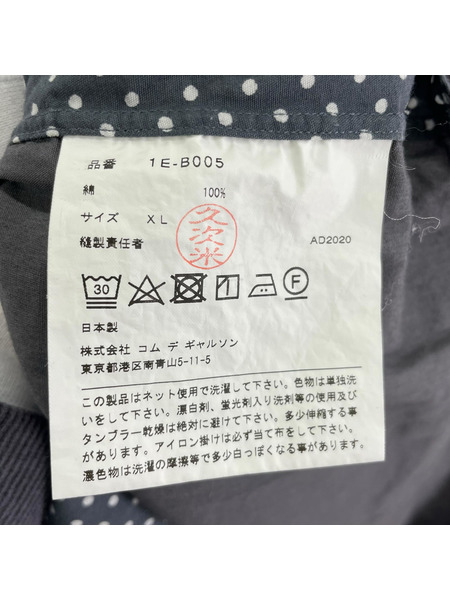 品番 1E-B005
綿 100%
サイズ XL
久次米
縫製責任者 AD2020
30 F
日本製
株式会社 コム デ ギャルソン
東京都港区南青山5-11-5
この製品はネット使用で洗濯して下さい。色物は単独洗
いをして下さい。漂白剤、蛍光剤入り洗剤等の使用及び
タンブラー乾燥は絶対に避けて下さい。多少伸縮する事
があります。アイロン掛けは必ず当て布をして下さい。
濃色物は洗濯の摩擦等で多少白っぽくなる事があります。